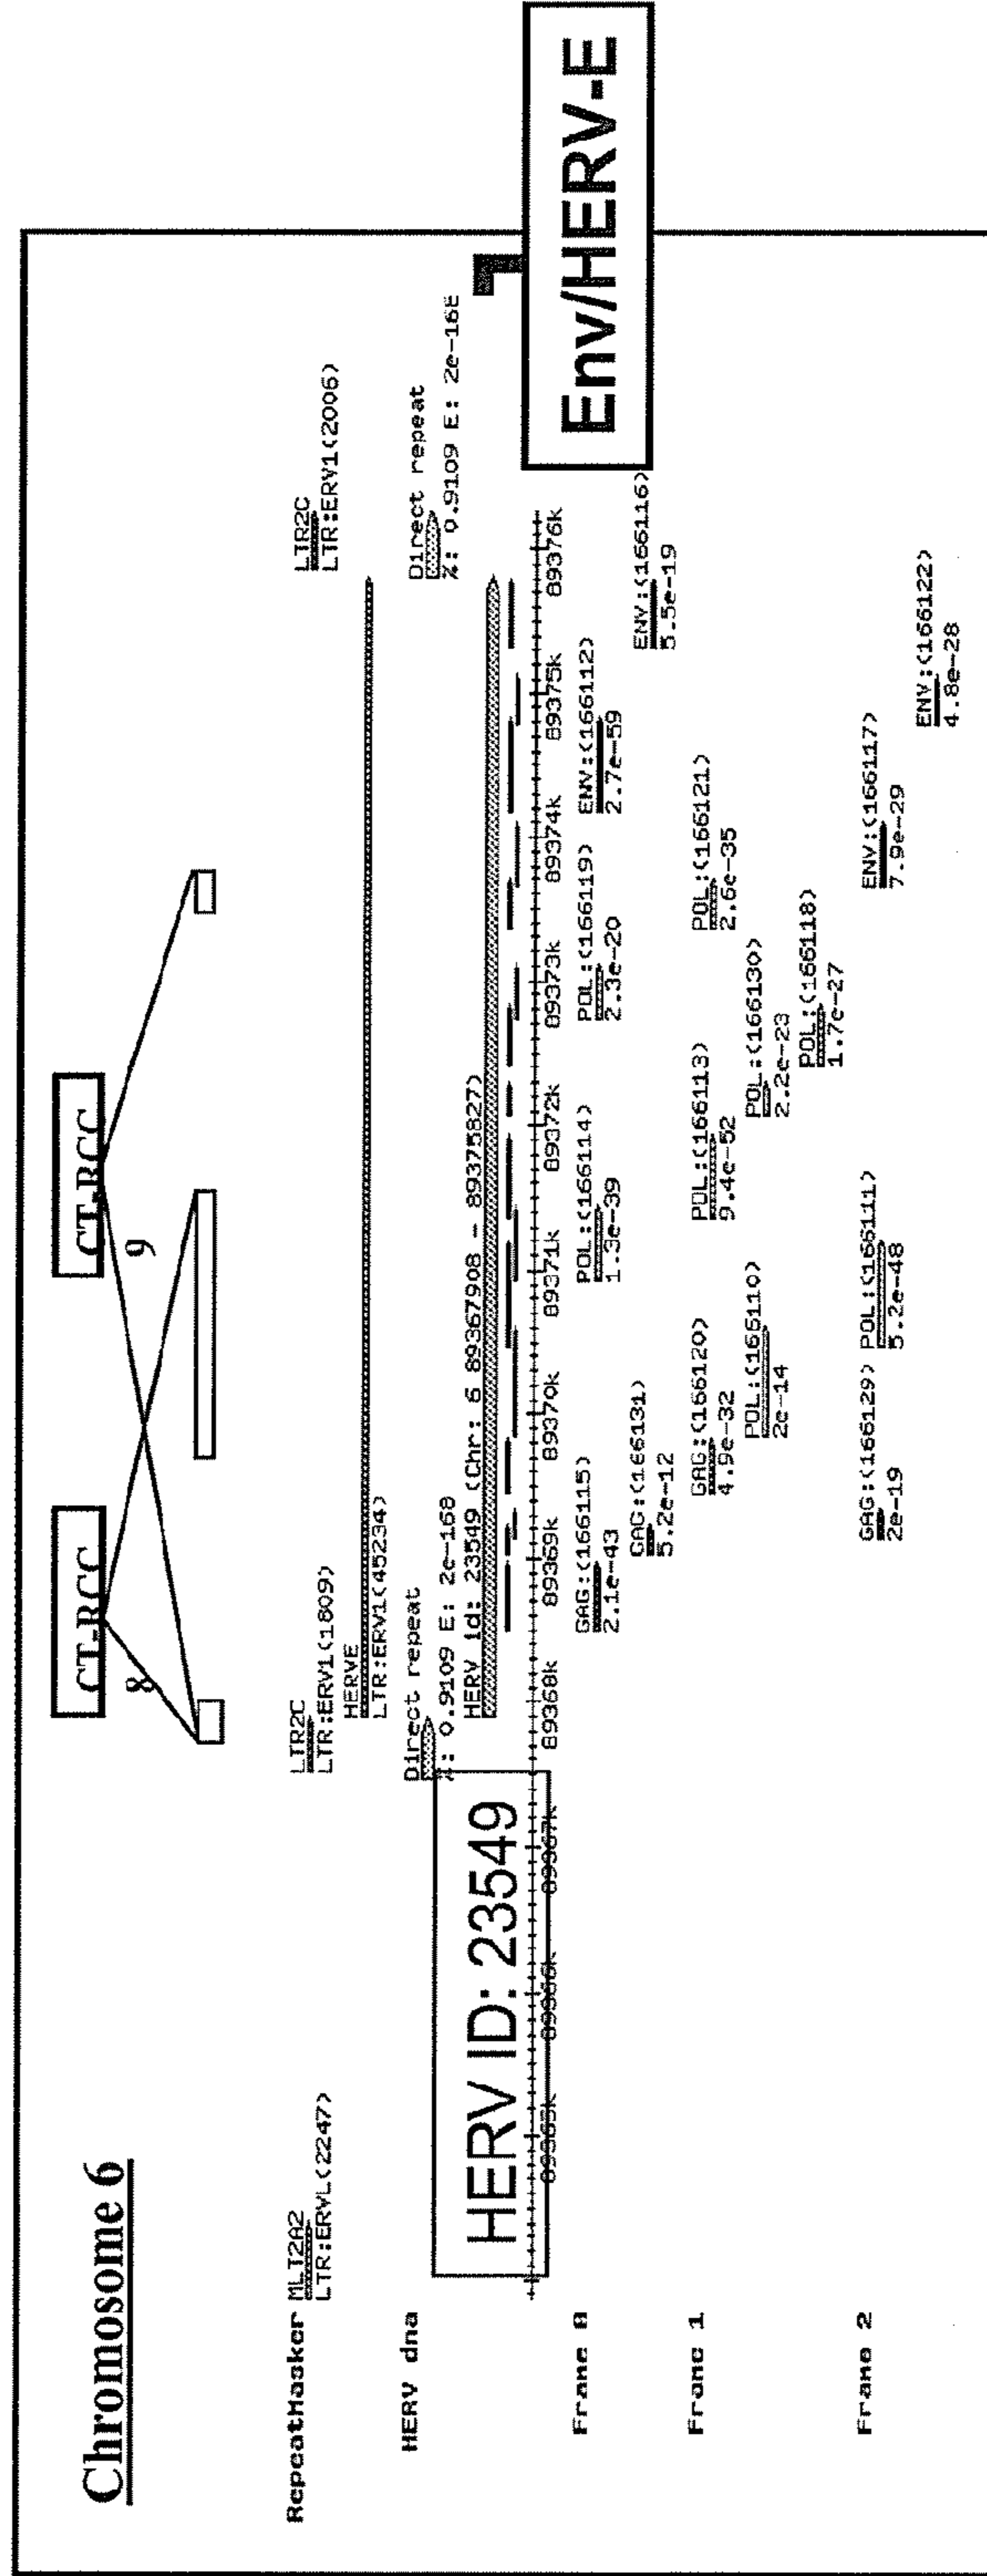 Chromosome 6
CT-RCC
8
CT-RCC
9
RepeatMasker
MLT2A2
LTR:ERVL(2247)
LTR2C
LTR:ERV1(1809)
HERVE
LTR:ERV1(45234)
LTR2C
LTR:ERV1(2006)
HERV dna
Direct repeat
%: 0.9109 E: 2e-168
HERV id: 23549 (Chr: 6 89367908 - 89375827)
Direct repeat
%: 0.9109 E: 2e-168
HERV ID: 23549
Env/HERV-E
89365k 89366k 89367k 89368k 89369k 89370k 89371k 89372k 89373k 89374k 89375k 89376k
Frame 0
GAG:(166115) POL:(166114) POL:(166119) ENV:(166112)
2.1e-43 1.3e-39 2.3e-20 2.7e-59
GAG:(166131) ENV:(166116)
5.2e-12 5.5e-19
Frame 1
GAG:(166120) POL:(166113) POL:(166121)
4.9e-32 9.4e-52 2.6e-35
POL:(166110) POL:(166130)
2e-14 2.2e-23
POL:(166118)
1.7e-27
Frame 2
GAG:(166129) POL:(166111) ENV:(166117)
2e-19 5.2e-48 7.9e-29
ENV:(166122)
4.8e-28